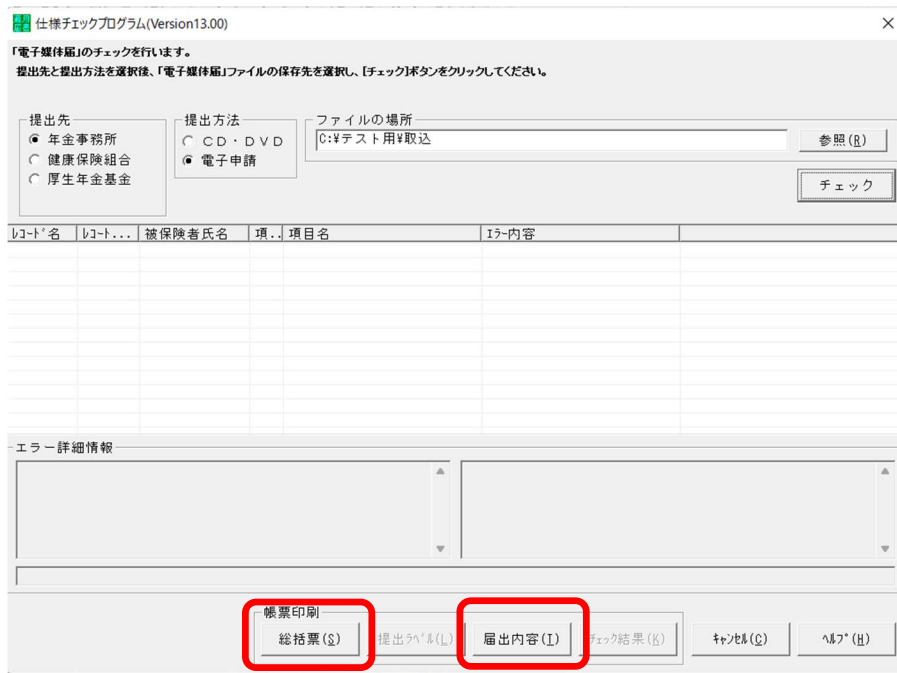 仕様チェックプログラム(Version13.00)
「電子媒体届」のチェックを行います。
提出先と提出方法を選択後、「電子媒体届」ファイルの保存先を選択し、[チェック]ボタンをクリックしてください。
提出先
年金事務所
健康保険組合
厚生年金基金
提出方法
CD・DVD
電子申請
ファイルの場所
C:¥テスト用¥取込
参照(R)
チェック
ﾚｺｰﾄﾞ名 ﾚｺｰﾄ... 被保険者氏名 項.. 項目名 ｴﾗｰ内容
エラー詳細情報
帳票印刷
総括票(S) 提出ﾗﾍﾞﾙ(L) 届出内容(I) ﾁｪｯｸ結果(K) ｷｬﾝｾﾙ(C) ﾍﾙﾌﾟ(H)